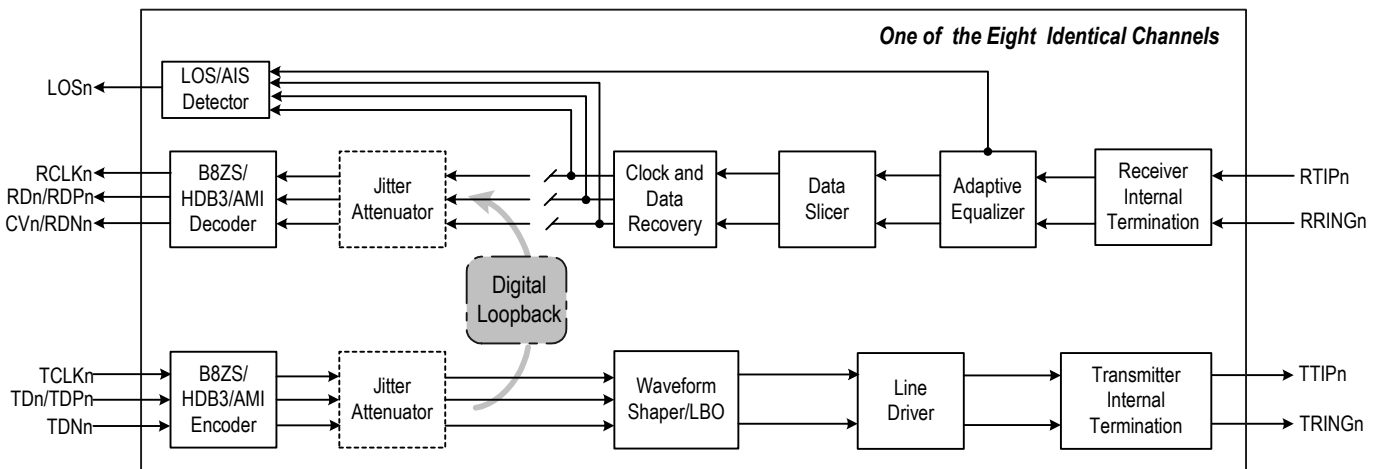 One of the Eight Identical Channels
LOSn
LOS/AIS
Detector
RCLKn
RDn/RDPn
CVn/RDNn
B8ZS/
HDB3/AMI
Decoder
Jitter
Attenuator
Clock and
Data
Recovery
Data
Slicer
Adaptive
Equalizer
Receiver
Internal
Termination
RTIPn
RRINGn
Digital
Loopback
TCLKn
TDn/TDPn
TDNn
B8ZS/
HDB3/AMI
Encoder
Jitter
Attenuator
Waveform
Shaper/LBO
Line
Driver
Transmitter
Internal
Termination
TTIPn
TRINGn